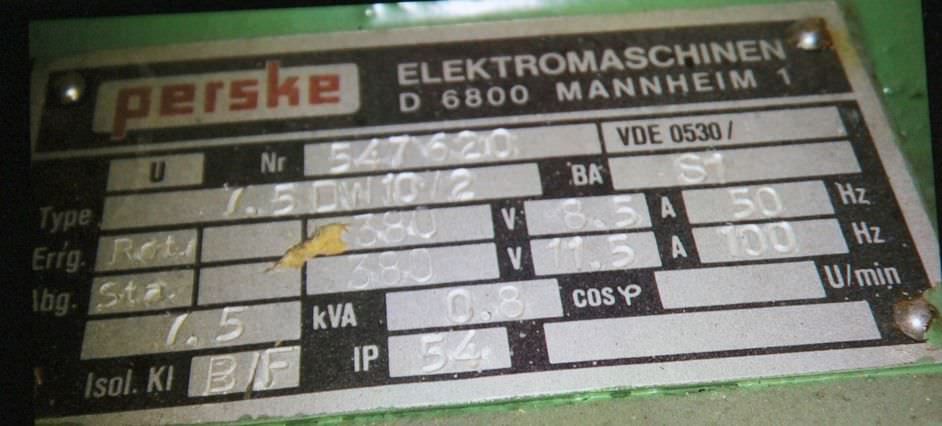 perske ELEKTROMASCHINEN
D 6800 MANNHEIM 1
U Nr 547620 VDE 0530/
Type 7.5 DW 10/2 BA S1
Errg. Rot. 380 V 8.5 A 50 Hz
Abg. Sta. 380 V 11.5 A 100 Hz
7.5 kVA 0.8 cosφ U/min
Isol. Kl B/F IP 54